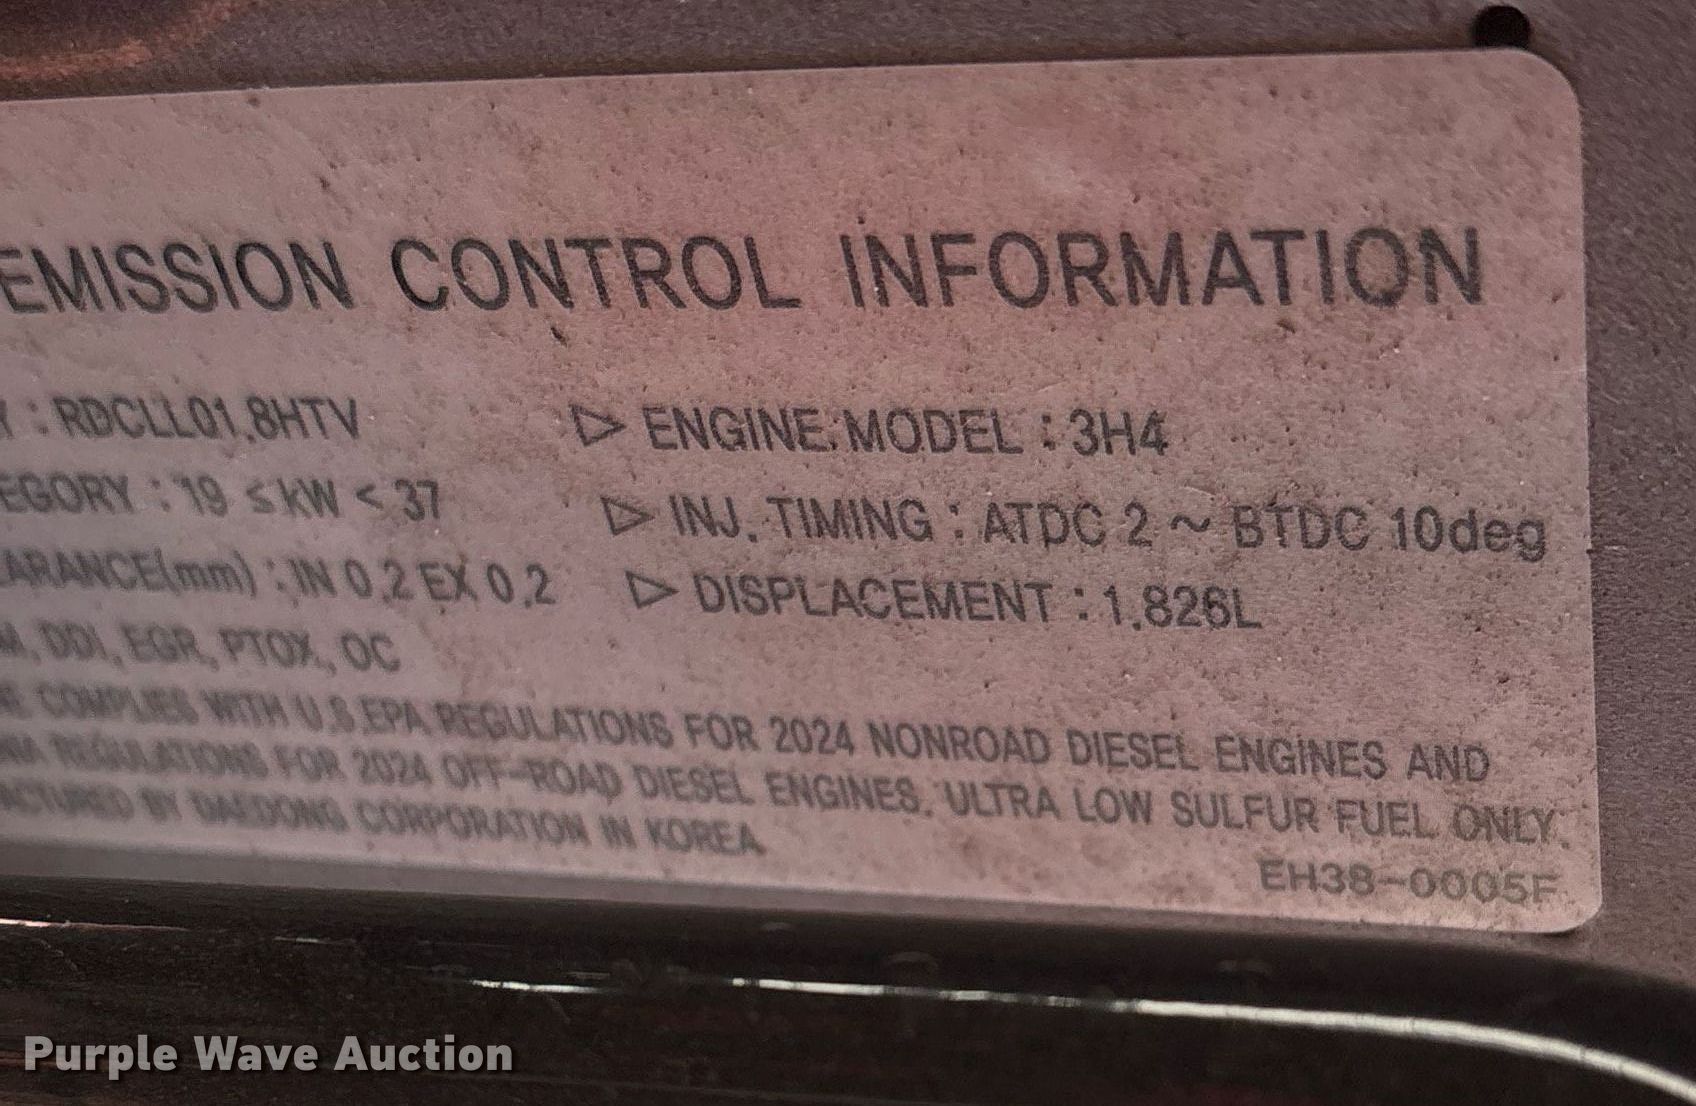 EMISSION CONTROL INFORMATION
: RDCLL01.8HTV ▷ ENGINE MODEL : 3H4
EGORY : 19 ≤ kW < 37 ▷ INJ. TIMING : ATDC 2 ~ BTDC 10deg
ARANCE(mm) : IN 0.2 EX 0.2 ▷ DISPLACEMENT : 1.826L
M, DDI, EGR, PTOX, OC
COMPLIES WITH U.S.EPA REGULATIONS FOR 2024 NONROAD DIESEL ENGINES AND
REGULATIONS FOR 2024 OFF-ROAD DIESEL ENGINES. ULTRA LOW SULFUR FUEL ONLY.
ACTURED BY DAEDONG CORPORATION IN KOREA
EH38-0005F
Purple Wave Auction